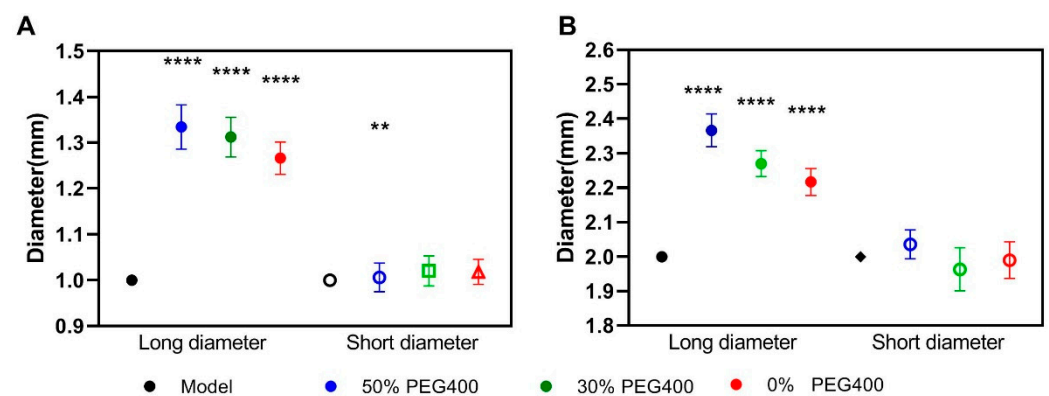 A
B
Diameter(mm)
1.5
1.4
1.3
1.2
1.1
1.0
0.9
****
****
****
**
Long diameter
Short diameter
Diameter(mm)
2.6
2.5
2.4
2.3
2.2
2.1
2.0
1.9
1.8
****
****
****
Long diameter
Short diameter
Model
50% PEG400
30% PEG400
0% PEG400